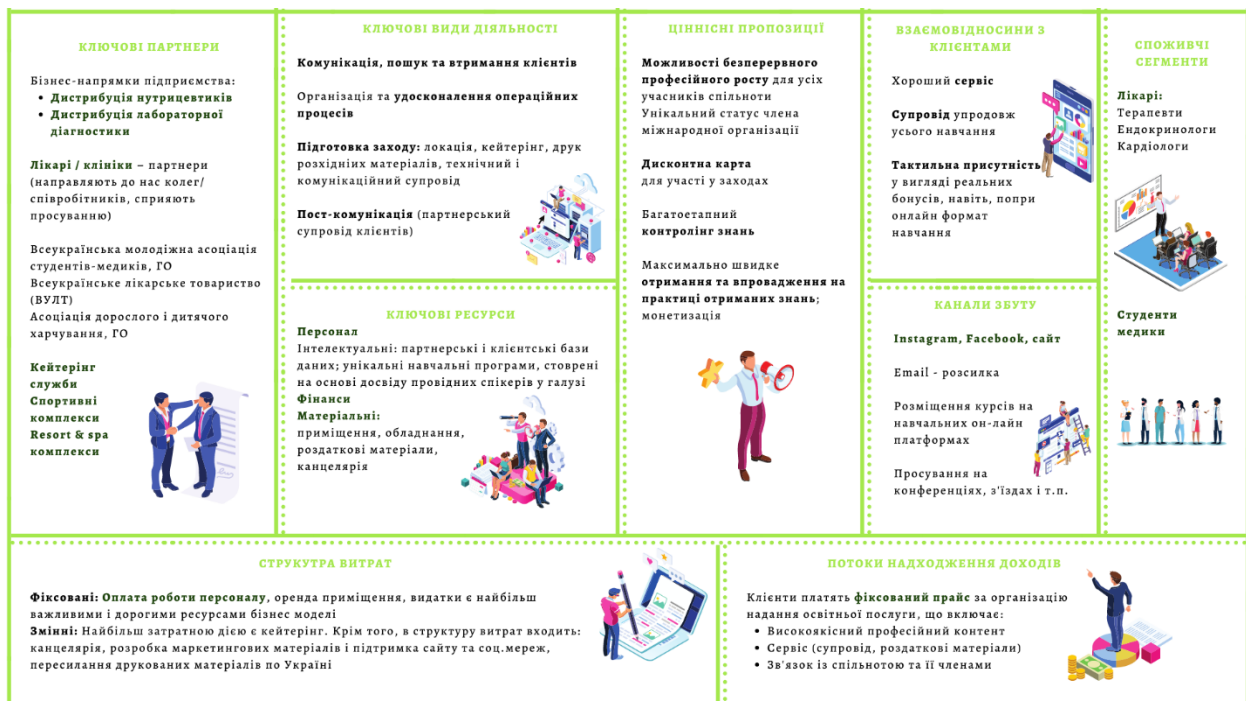 КЛЮЧОВІ ПАРТНЕРИ
Бізнес-напрямки підприємства:
• Дистрибуція нутрицевтиків
• Дистрибуція лабораторної
діагностики
Лікарі / клініки – партнери
(направляють до нас колег/
співробітників, сприяють
просуванню)
Всеукраїнська молодіжна асоціація
студентів-медиків, ГО
Всеукраїнське лікарське товариство
(ВУЛТ)
Асоціація дорослого і дитячого
харчування, ГО
Кейтерінг
служби
Спортивні
комплекси
Resort & spa
комплекси
КЛЮЧОВІ ВИДИ ДІЯЛЬНОСТІ
Комунікація, пошук та втримання клієнтів
Організація та удосконалення операційних
процесів
Підготовка заходу: локація, кейтерінг, друк
розхідних матеріалів, технічний і
комунікаційний супровід
Пост-комунікація (партнерський
супровід клієнтів)
КЛЮЧОВІ РЕСУРСИ
Персонал
Інтелектуальні: партнерські і клієнтські бази
даних; унікальні навчальні програми, стоврені
на основі досвіду провідних спікерів у галузі
Фінанси
Матеріальні:
приміщення, обладнання,
роздаткові матеріали,
канцелярія
ЦІННІСНІ ПРОПОЗИЦІЇ
Можливості безперервного
професійного росту для усіх
учасників спільноти
Унікальний статус члена
міжнародної організації
Дисконтна карта
для участі у заходах
Багатоетапний
контролінг знань
Максимально швидке
отримання та впровадження на
практиці отриманих знань;
монетизація
ВЗАЄМОВІДНОСИНИ З
КЛІЄНТАМИ
Хороший сервіс
Супровід упродовж
усього навчання
Тактильна присутність
у вигляді реальних
бонусів, навіть, попри
онлайн формат
навчання
КАНАЛИ ЗБУТУ
Instagram, Facebook, сайт
Email - розсилка
Розміщення курсів на
навчальних он-лайн
платформах
Просування на
конференціях, з'їздах і т.п.
СПОЖИВЧІ
СЕГМЕНТИ
Лікарі:
Терапевти
Ендокринологи
Кардіологи
Студенти
медики
СТРУКУТРА ВИТРАТ
Фіксовані: Оплата роботи персоналу, оренда приміщення, видатки є найбільш
важливими і дорогими ресурсами бізнес моделі
Змінні: Найбільш затратною дією є кейтерінг. Крім того, в структуру витрат входить:
канцелярія, розробка маркетингових матеріалів і підтримка сайту та соц.мереж,
пересилання друкованих матеріалів по Україні
ПОТОКИ НАДХОДЖЕННЯ ДОХОДІВ
Клієнти платять фіксований прайс за організацію
надання освітньої послуги, що включає:
• Високоякісний професійний контент
• Сервіс (супровід, роздаткові матеріали)
• Зв'язок із спільнотою та її членами